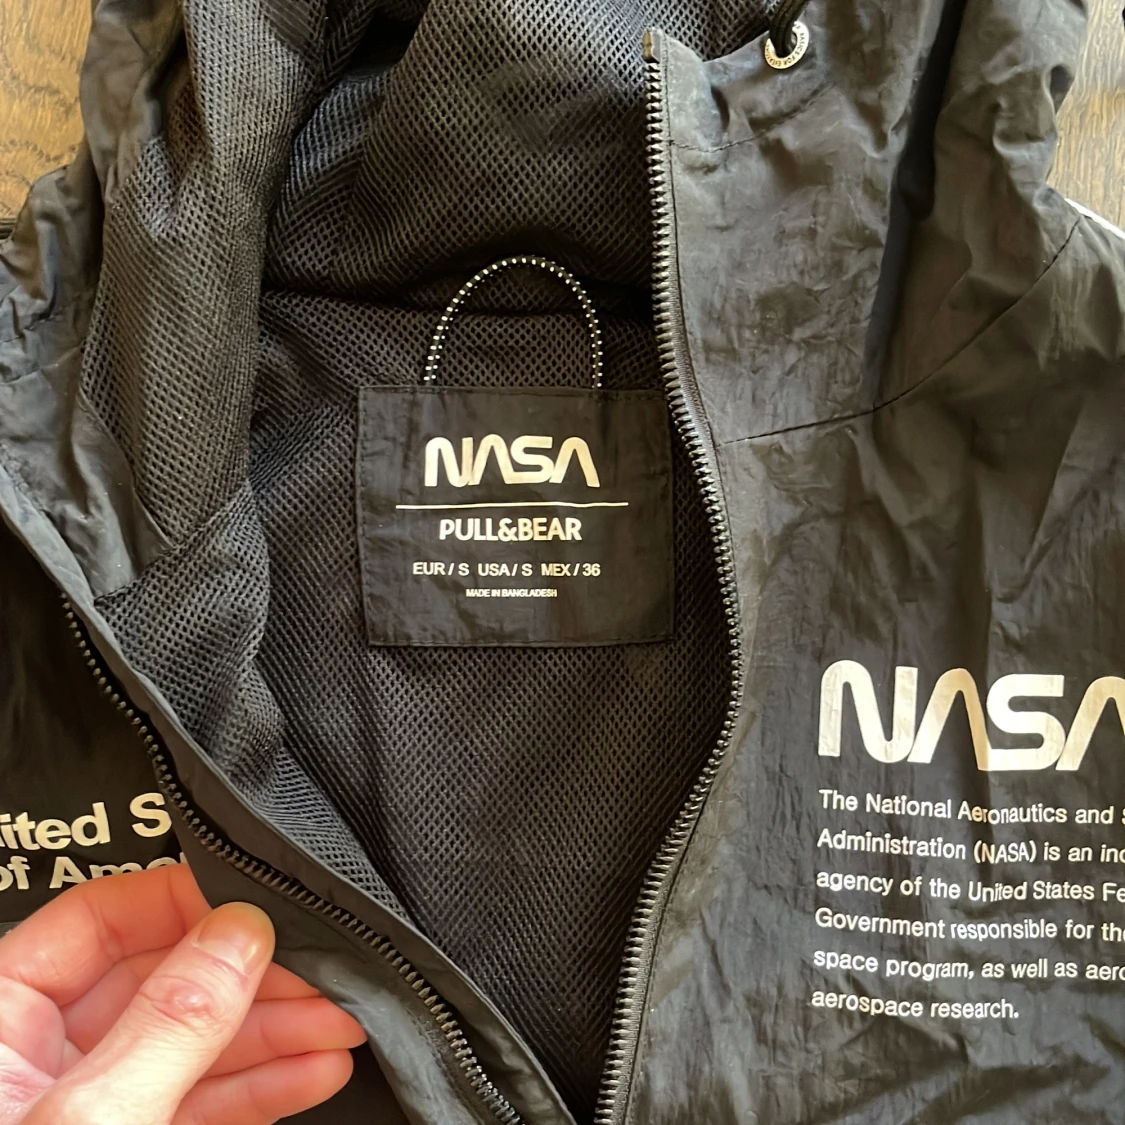 NASA
PULL&BEAR
EUR / S USA / S MEX / 36
MADE IN BANGLADESH
ited S
of Ame
NASA
The National Aeronautics and S
Administration (NASA) is an ind
agency of the United States Fe
Government responsible for the
space program, as well as aero
aerospace research.